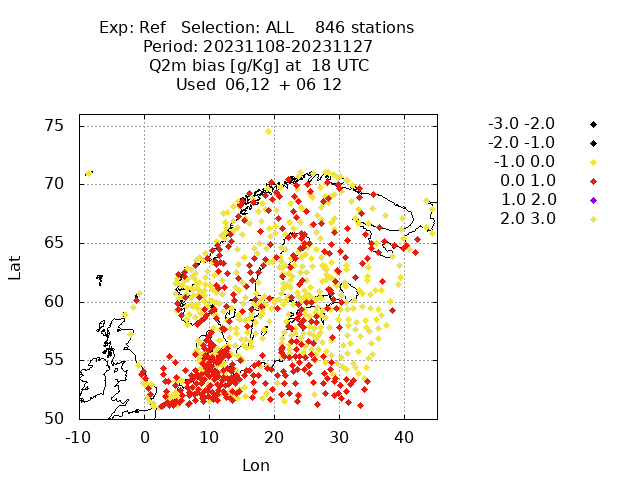 Exp: Ref   Selection: ALL    846 stations
Period: 20231108-20231127
Q2m bias [g/Kg] at  18 UTC
Used  06,12  + 06 12
75
70
65
60
55
50
-10 0 10 20 30 40
Lat
Lon
-3.0 -2.0
-2.0 -1.0
-1.0 0.0
0.0 1.0
1.0 2.0
2.0 3.0